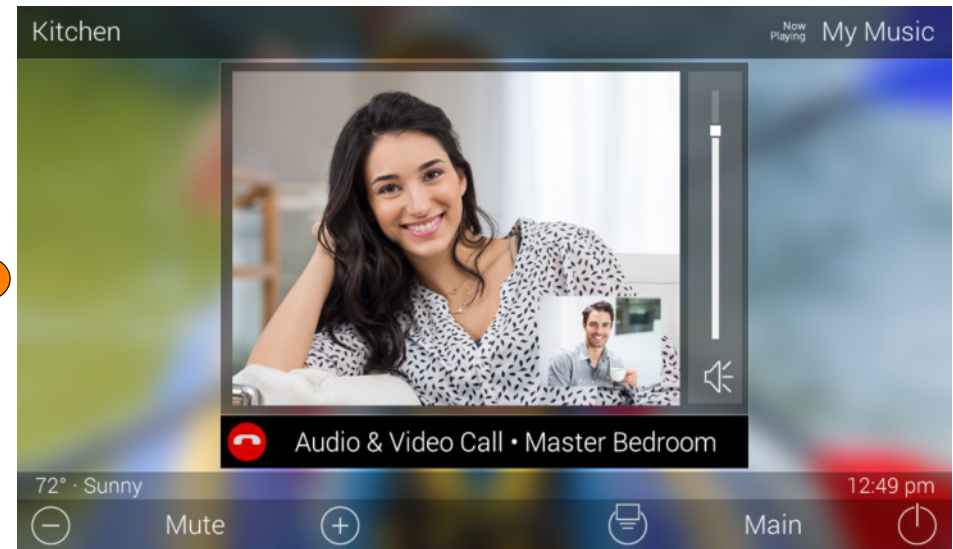 Kitchen
Now Playing My Music
Audio & Video Call • Master Bedroom
72° · Sunny
12:49 pm
Mute
Main